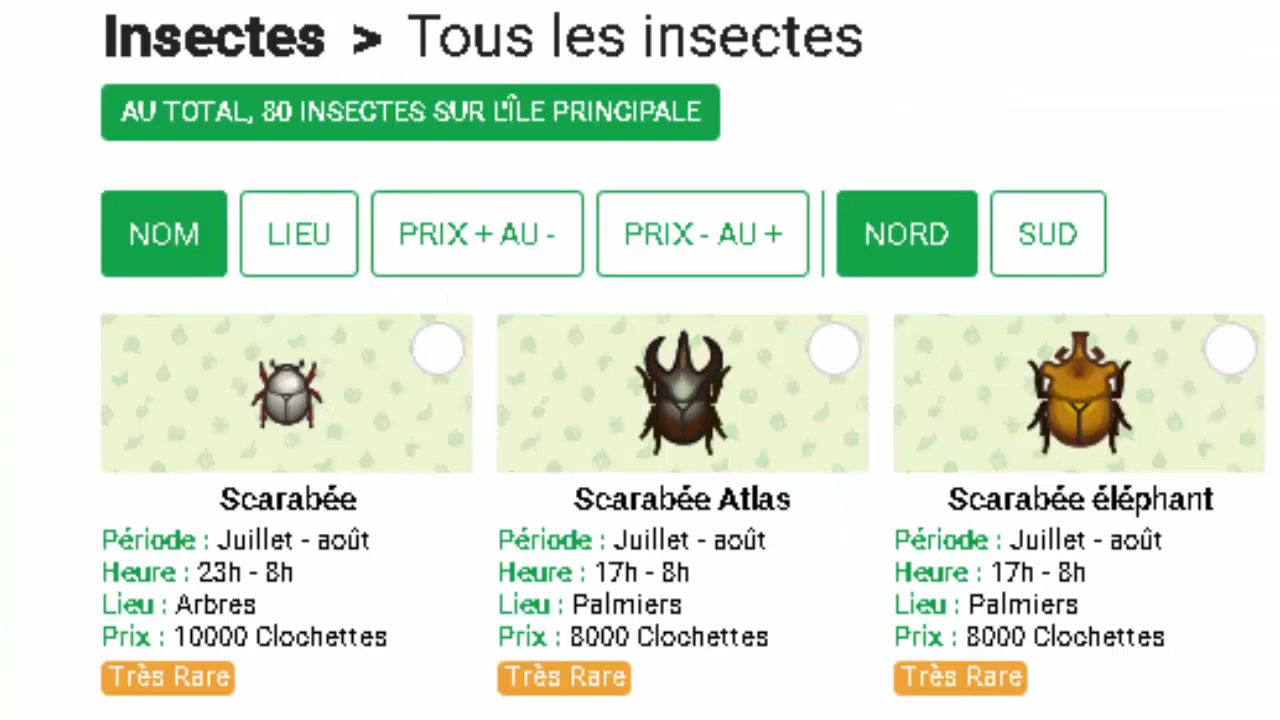 Insectes > Tous les insectes
AU TOTAL, 80 INSECTES SUR L'ÎLE PRINCIPALE
NOM LIEU PRIX + AU - PRIX - AU + NORD SUD
Scarabée
Période : Juillet - août
Heure : 23h - 8h
Lieu : Arbres
Prix : 10000 Clochettes
Très Rare
Scarabée Atlas
Période : Juillet - août
Heure : 17h - 8h
Lieu : Palmiers
Prix : 8000 Clochettes
Très Rare
Scarabée éléphant
Période : Juillet - août
Heure : 17h - 8h
Lieu : Palmiers
Prix : 8000 Clochettes
Très Rare